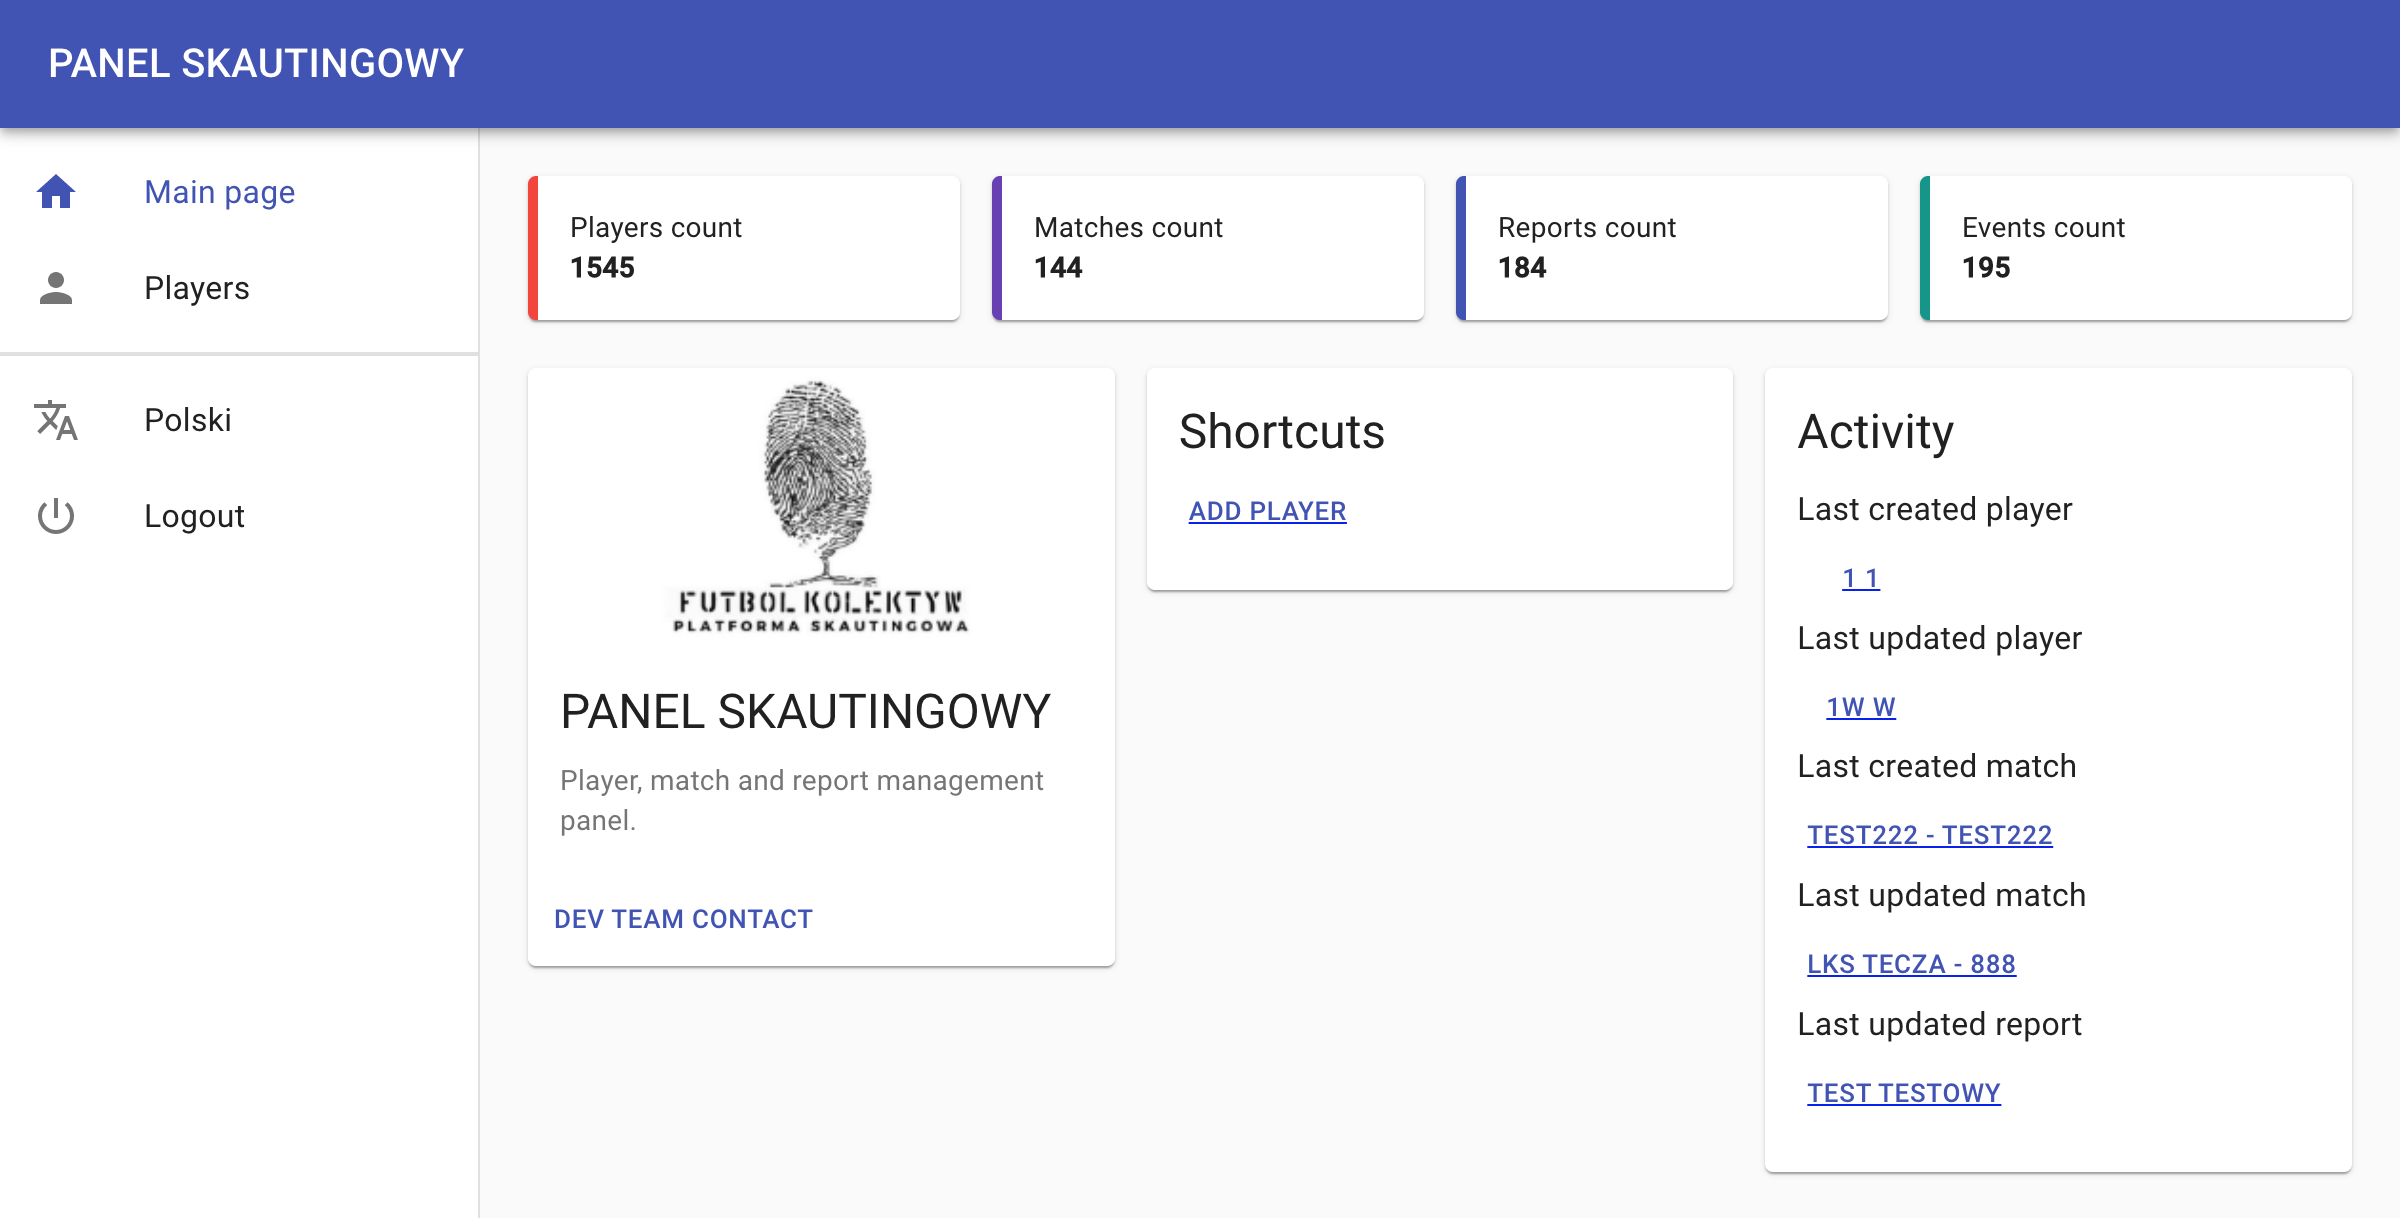 PANEL SKAUTINGOWY
Main page
Players
Polski
Logout
Players count
1545
Matches count
144
Reports count
184
Events count
195
FUTBOL KOLEKTYW
PLATFORMA SKAUTINGOWA
PANEL SKAUTINGOWY
Player, match and report management
panel.
DEV TEAM CONTACT
Shortcuts
ADD PLAYER
Activity
Last created player
1 1
Last updated player
1W W
Last created match
TEST222 - TEST222
Last updated match
LKS TECZA - 888
Last updated report
TEST TESTOWY